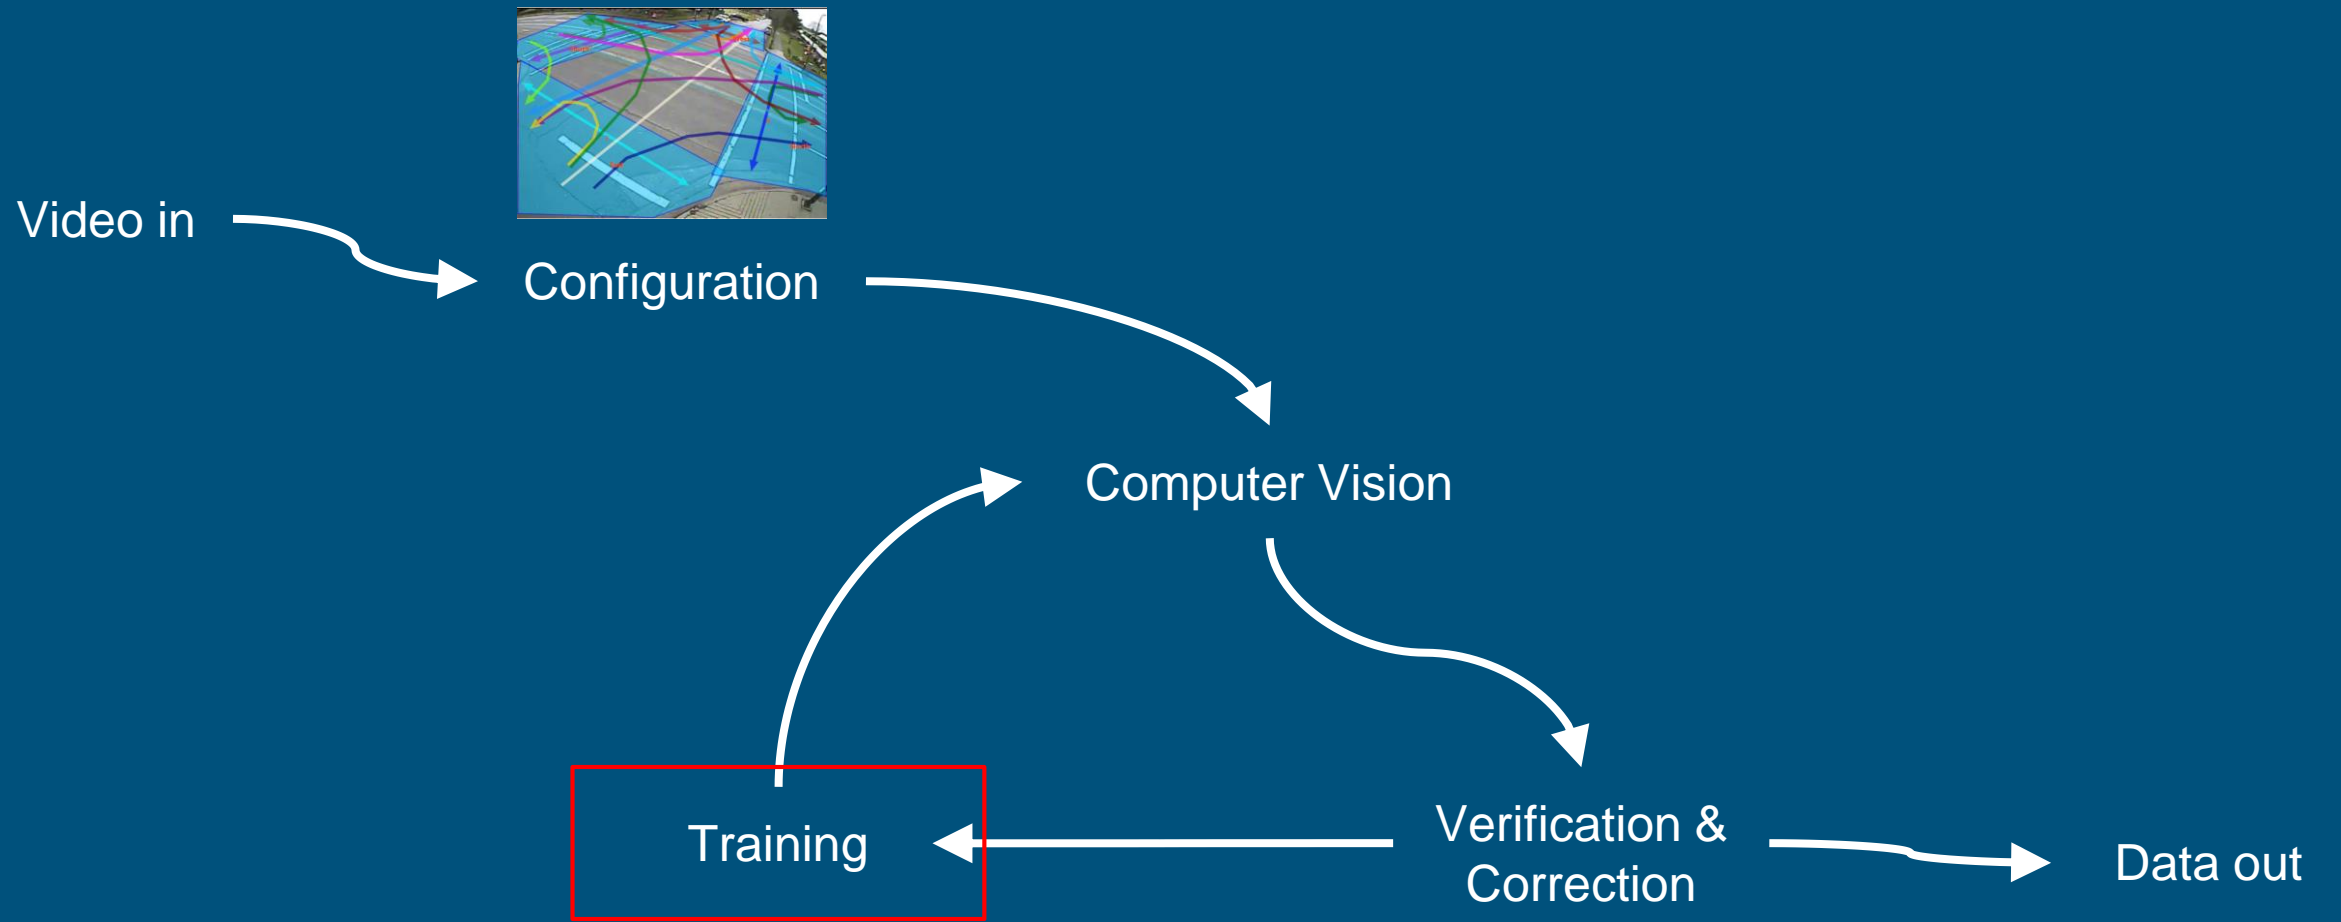 Video in
Configuration
Computer Vision
Training
Verification &
Correction
Data out